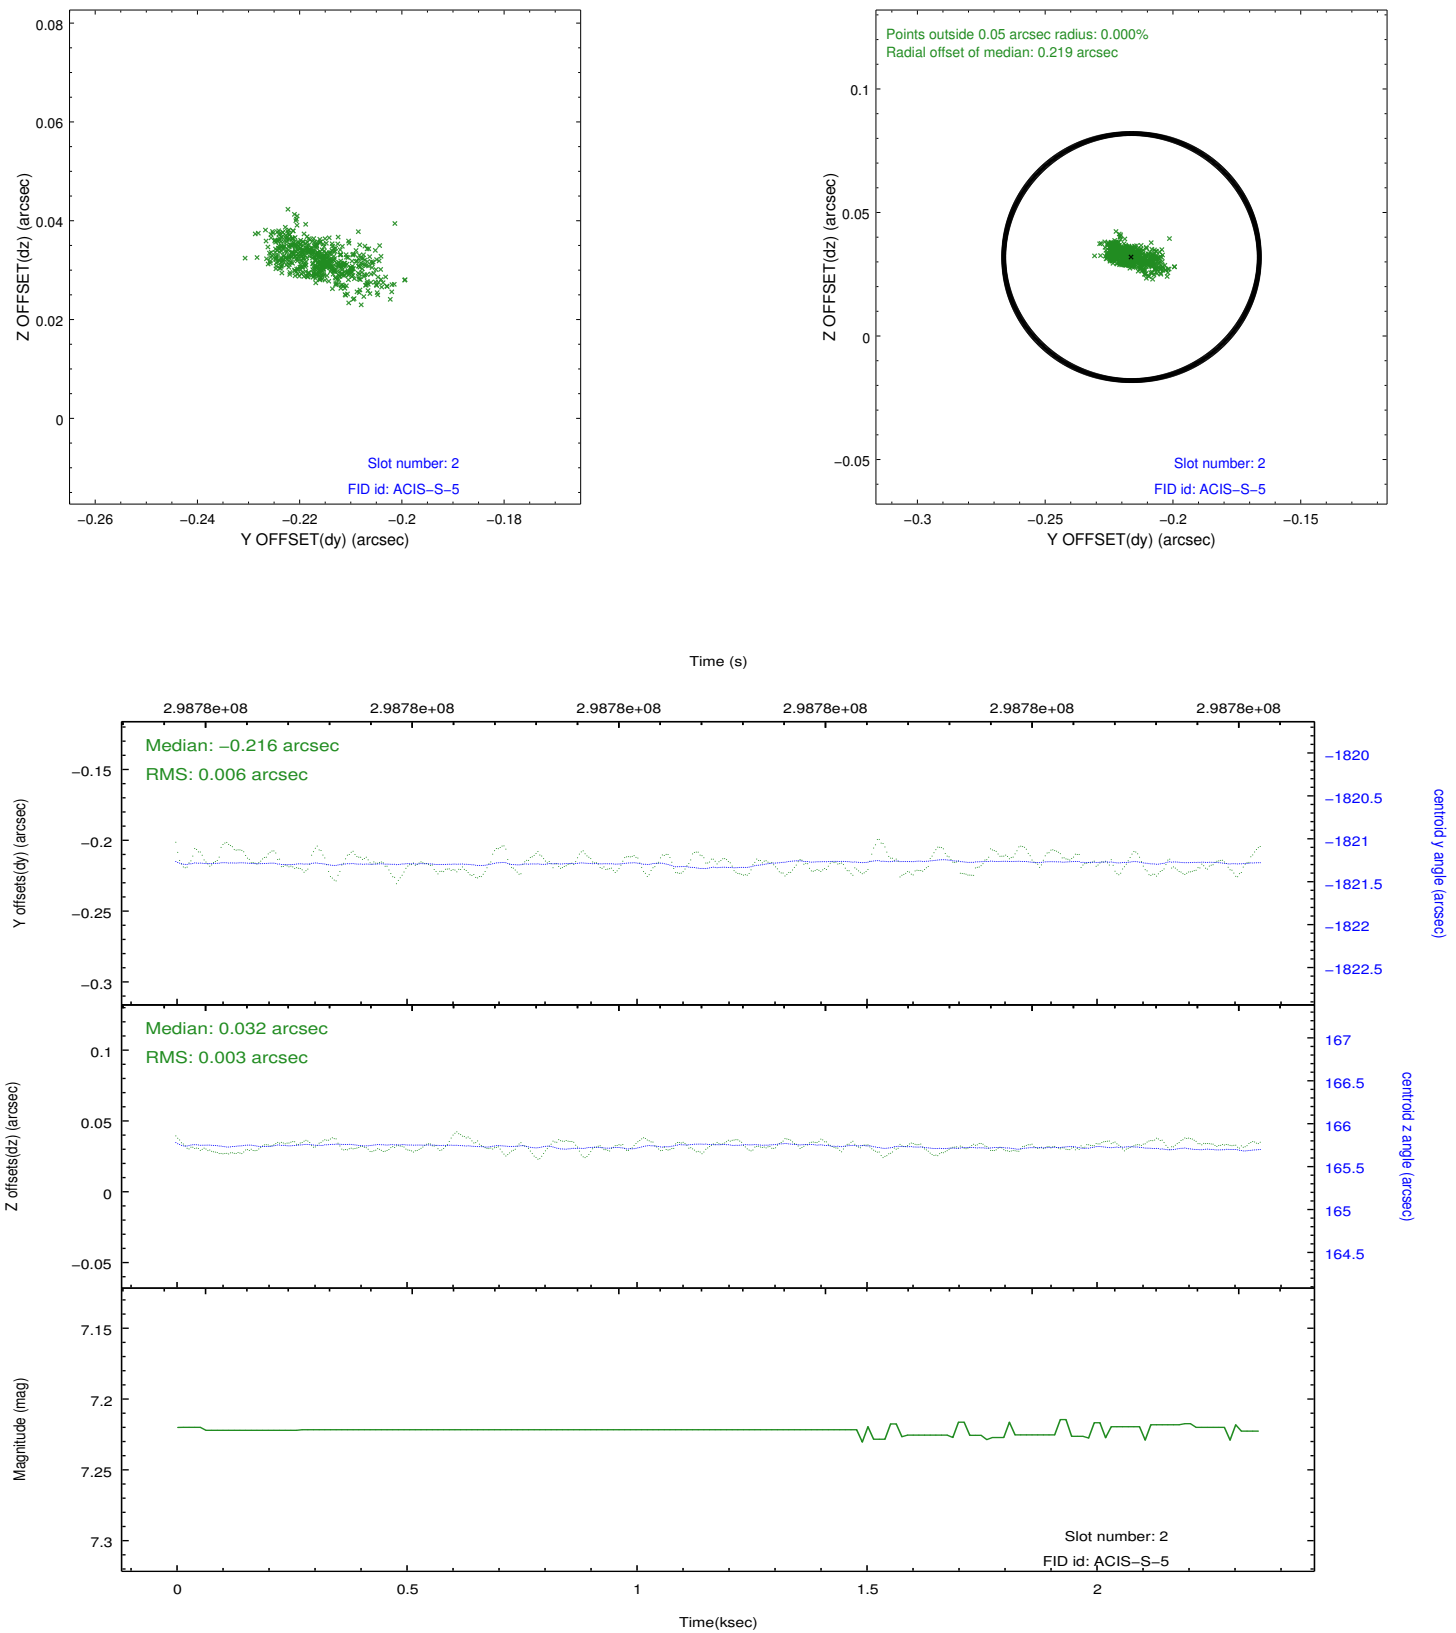 0.08
0.06
0.04
0.02
0
Z OFFSET(dz) (arcsec)
Slot number: 2
FID id: ACIS−S−5
−0.26
−0.24
−0.22
−0.2
−0.18
Y OFFSET(dy) (arcsec)
Points outside 0.05 arcsec radius: 0.000%
Radial offset of median: 0.219 arcsec
0.1
0.05
0
−0.05
Z OFFSET(dz) (arcsec)
Slot number: 2
FID id: ACIS−S−5
−0.3
−0.25
−0.2
−0.15
Y OFFSET(dy) (arcsec)
Time (s)
2.9878e+08
2.9878e+08
2.9878e+08
2.9878e+08
2.9878e+08
2.9878e+08
Median: −0.216 arcsec
RMS: 0.006 arcsec
−0.15
−0.2
−0.25
−0.3
Y offsets(dy) (arcsec)
−1820
−1820.5
−1821
−1821.5
−1822
−1822.5
centroid y angle (arcsec)
Median: 0.032 arcsec
RMS: 0.003 arcsec
0.1
0.05
0
−0.05
Z offsets(dz) (arcsec)
167
166.5
166
165.5
165
164.5
centroid z angle (arcsec)
7.15
7.2
7.25
7.3
Magnitude (mag)
Slot number: 2
FID id: ACIS−S−5
0
0.5
1
1.5
2
Time(ksec)